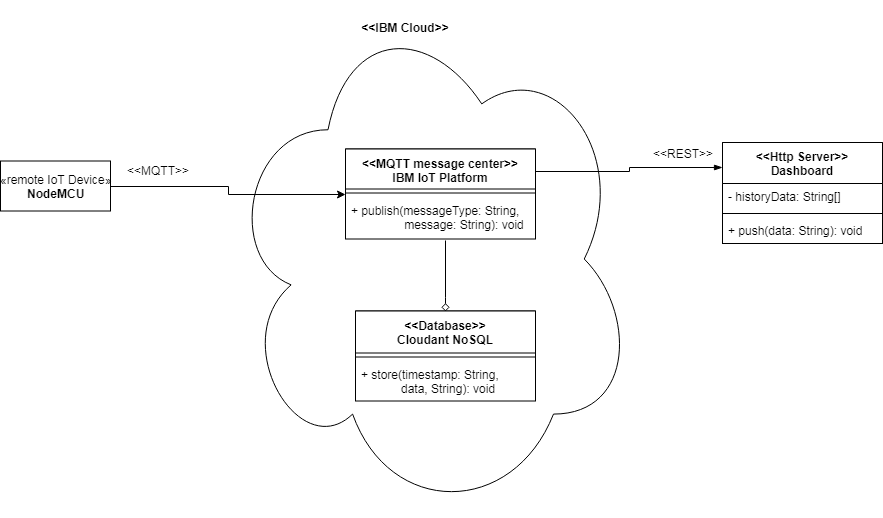 <<IBM Cloud>>
«remote IoT Device»
NodeMCU
<<MQTT>>
<<MQTT message center>>
IBM IoT Platform
+ publish(messageType: String,
message: String): void
<<REST>>
<<Http Server>>
Dashboard
- historyData: String[]
+ push(data: String): void
<<Database>>
Cloudant NoSQL
+ store(timestamp: String,
data, String): void